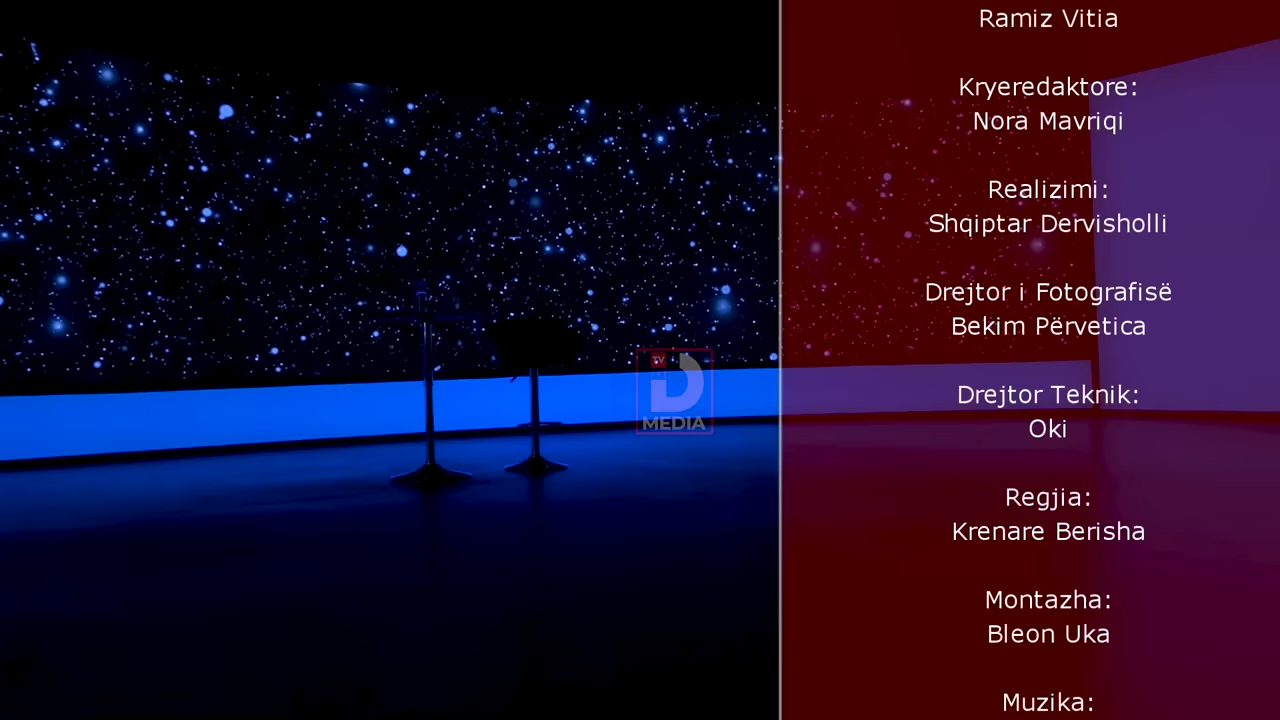 Ramiz Vitia
Kryeredaktore:
Nora Mavriqi
Realizimi:
Shqiptar Dervisholli
Drejtor i Fotografisë
Bekim Përvetica
Drejtor Teknik:
Oki
Regjia:
Krenare Berisha
Montazha:
Bleon Uka
Muzika:
TV
D
MEDIA